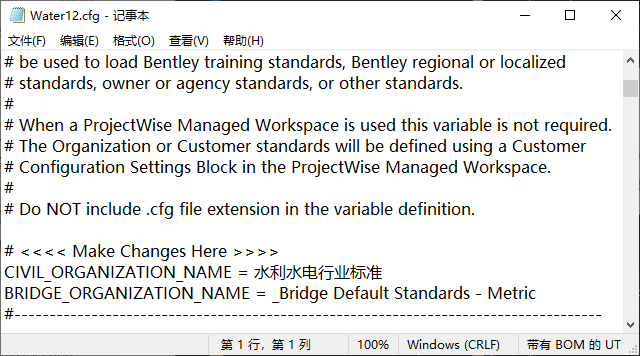 Water12.cfg - 记事本
文件(F) 编辑(E) 格式(O) 查看(V) 帮助(H)
# be used to load Bentley training standards, Bentley regional or localized
# standards, owner or agency standards, or other standards.
#
# When a ProjectWise Managed Workspace is used this variable is not required.
# The Organization or Customer standards will be defined using a Customer
# Configuration Settings Block in the ProjectWise Managed Workspace.
#
# Do NOT include .cfg file extension in the variable definition.
# <<<< Make Changes Here >>>>
CIVIL_ORGANIZATION_NAME = 水利水电行业标准
BRIDGE_ORGANIZATION_NAME = _Bridge Default Standards - Metric
#------------------------------------------------------------------------------------
第 1 行，第 1 列 100% Windows (CRLF) 带有 BOM 的 UT